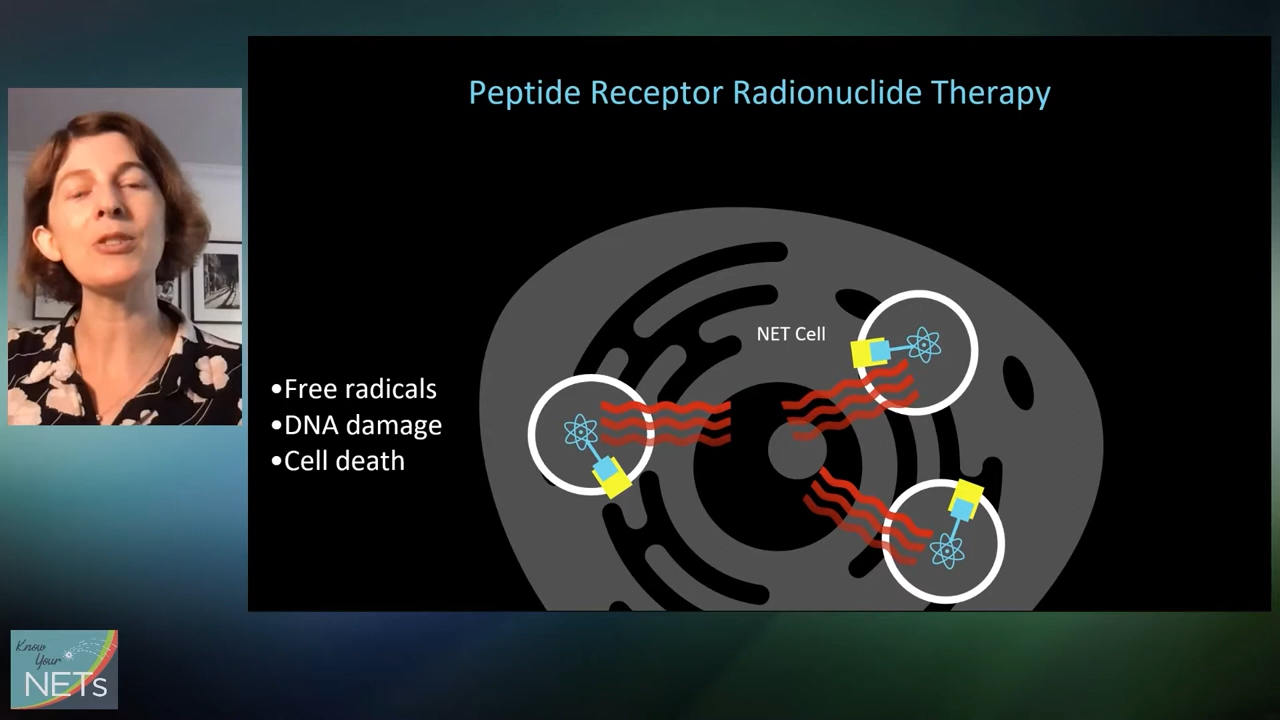 Peptide Receptor Radionuclide Therapy
NET Cell
•Free radicals
•DNA damage
•Cell death
Know
Your
NETs